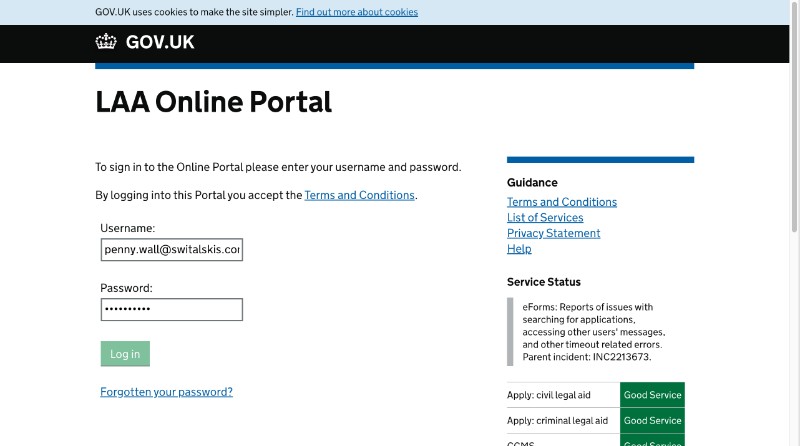 GOV.UK uses cookies to make the site simpler. Find out more about cookies
GOV.UK
LAA Online Portal
To sign in to the Online Portal please enter your username and password.
By logging into this Portal you accept the Terms and Conditions.
Username:
penny.wall@switalskis.cor
Password:
••••••••••
Log in
Forgotten your password?
Guidance
Terms and Conditions
List of Services
Privacy Statement
Help
Service Status
eForms: Reports of issues with
searching for applications,
accessing other users' messages,
and other timeout related errors.
Parent incident: INC2213673.
Apply: civil legal aid Good Service
Apply: criminal legal aid Good Service
CCMS Good Service